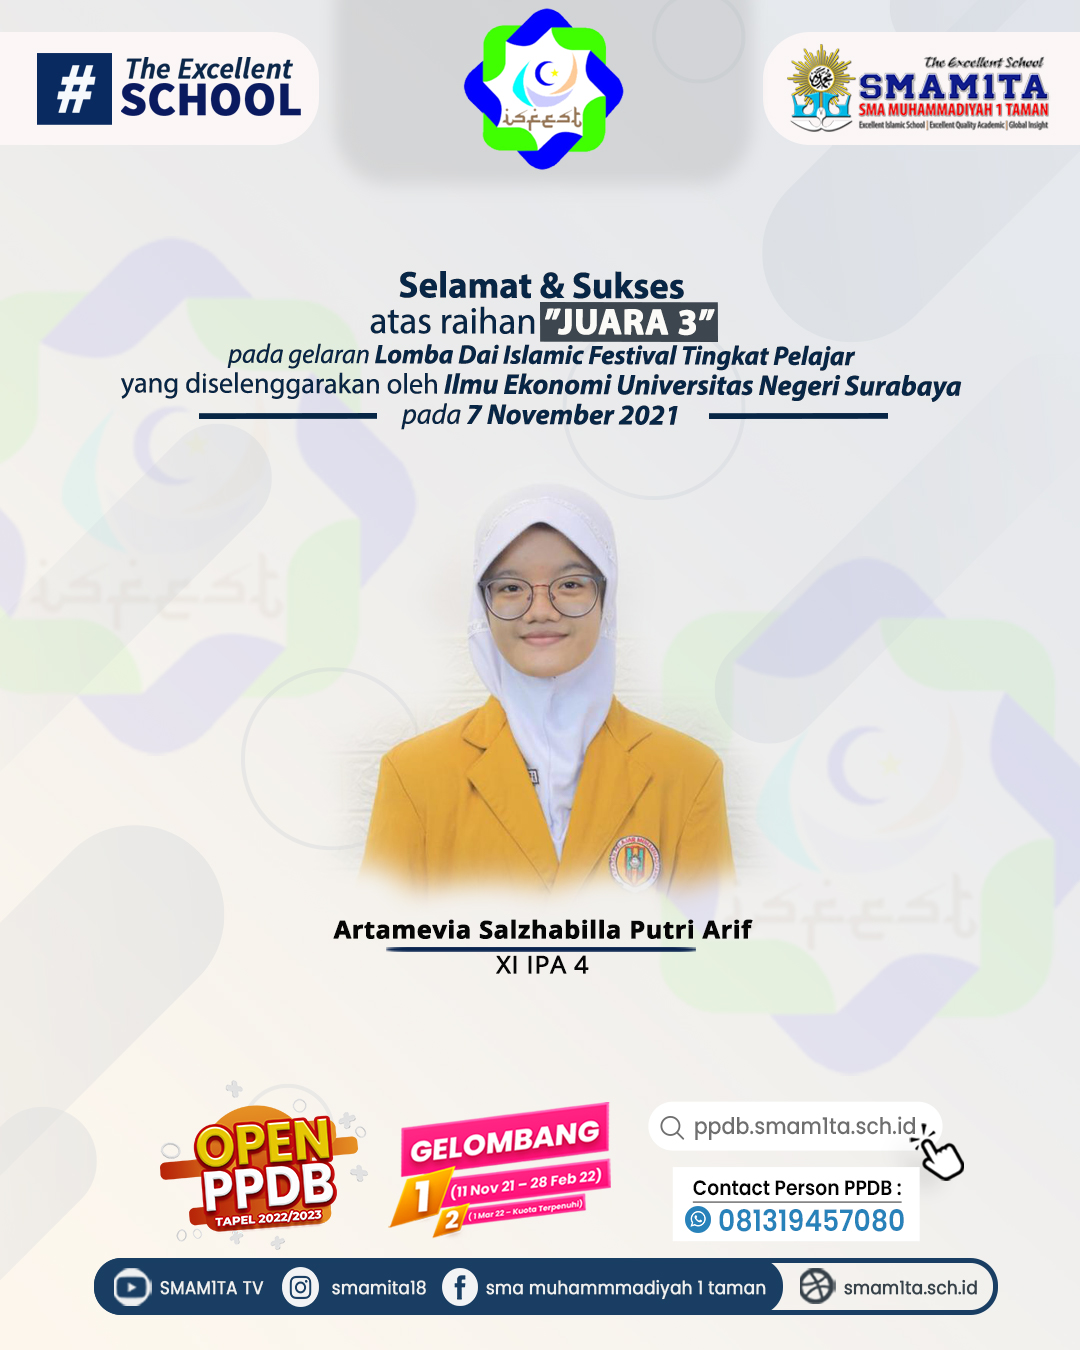 #
The Excellent
SCHOOL
isfest
The Excellent School
SMAM1TA
SMA MUHAMMADIYAH 1 TAMAN
Excellent Islamic School | Excellent Quality Academic | Global Insight
Selamat & Sukses
atas raihan "JUARA 3"
pada gelaran Lomba Dai Islamic Festival Tingkat Pelajar
yang diselenggarakan oleh Ilmu Ekonomi Universitas Negeri Surabaya
pada 7 November 2021
isfest
isfest
Artamevia Salzhabilla Putri Arif
XI IPA 4
OPEN
PPDB
TAPEL 2022/2023
GELOMBANG
1 (11 Nov 21 – 28 Feb 22)
2 (1 Mar 22 – Kuota Terpenuhi)
ppdb.smam1ta.sch.id
Contact Person PPDB :
081319457080
SMAM1TA TV
smamita18
sma muhammmadiyah 1 taman
smam1ta.sch.id